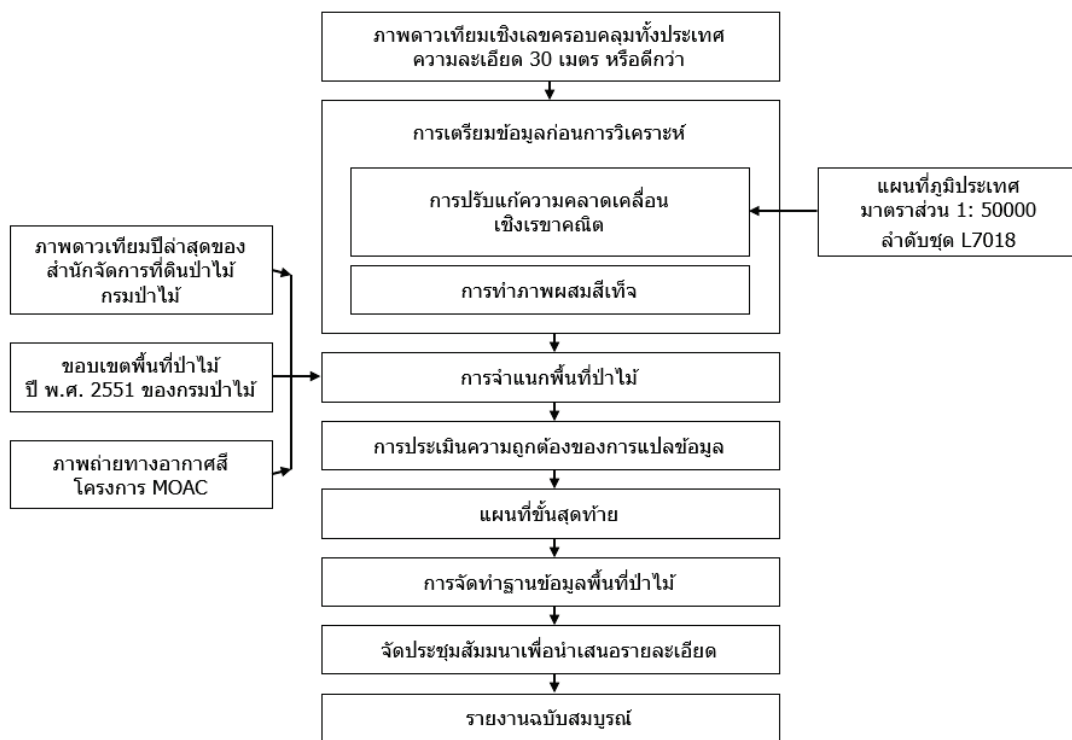 ภาพดาวเทียมเชิงเลขครอบคลุมทั้งประเทศ
ความละเอียด 30 เมตร หรือดีกว่า
การเตรียมข้อมูลก่อนการวิเคราะห์
การปรับแก้ความคลาดเคลื่อน
เชิงเรขาคณิต
แผนที่ภูมิประเทศ
มาตราส่วน 1: 50000
ลำดับชุด L7018
การทำภาพผสมสีเท็จ
ภาพดาวเทียมปีล่าสุดของ
สำนักจัดการที่ดินป่าไม้
กรมป่าไม้
ขอบเขตพื้นที่ป่าไม้
ปี พ.ศ. 2551 ของกรมป่าไม้
ภาพถ่ายทางอากาศสี
โครงการ MOAC
การจำแนกพื้นที่ป่าไม้
การประเมินความถูกต้องของการแปลข้อมูล
แผนที่ขั้นสุดท้าย
การจัดทำฐานข้อมูลพื้นที่ป่าไม้
จัดประชุมสัมมนาเพื่อนำเสนอรายละเอียด
รายงานฉบับสมบูรณ์